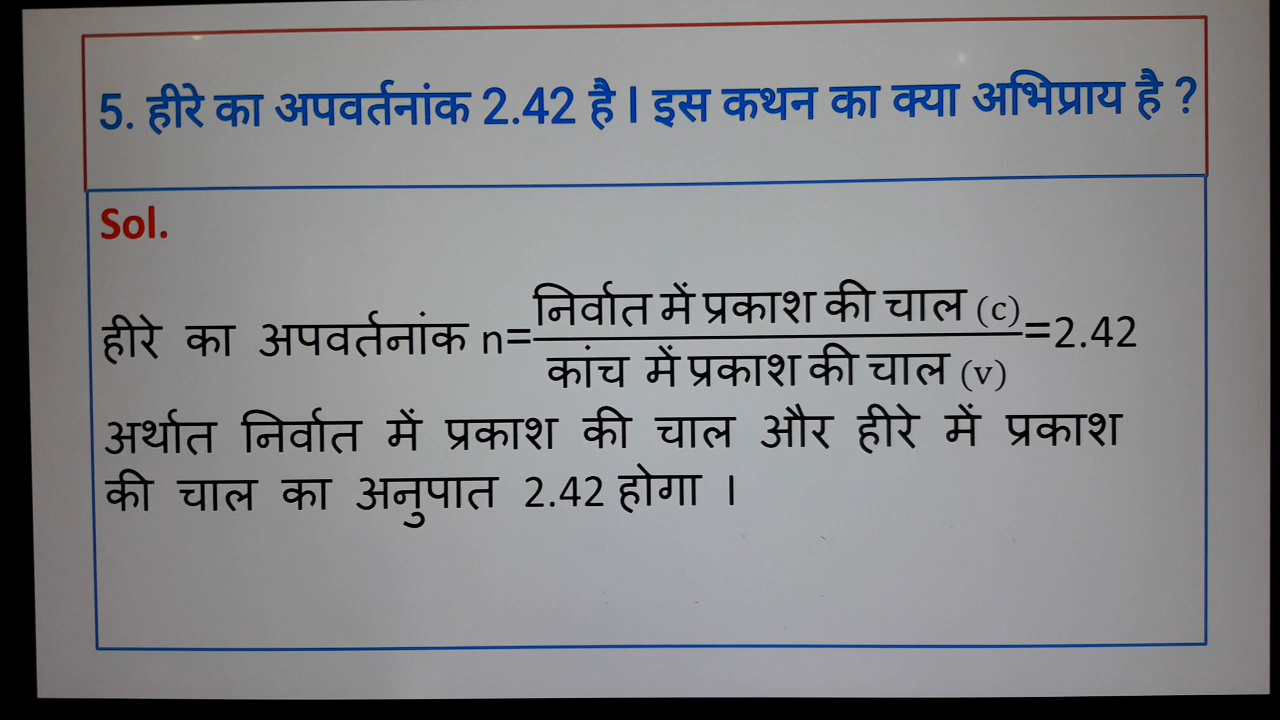 5. हीरे का अपवर्तनांक 2.42 है I इस कथन का क्या अभिप्राय है ?
Sol.
हीरे का अपवर्तनांक n=निर्वात में प्रकाश की चाल (c)/कांच में प्रकाश की चाल (v)=2.42
अर्थात निर्वात में प्रकाश की चाल और हीरे में प्रकाश
की चाल का अनुपात 2.42 होगा ।